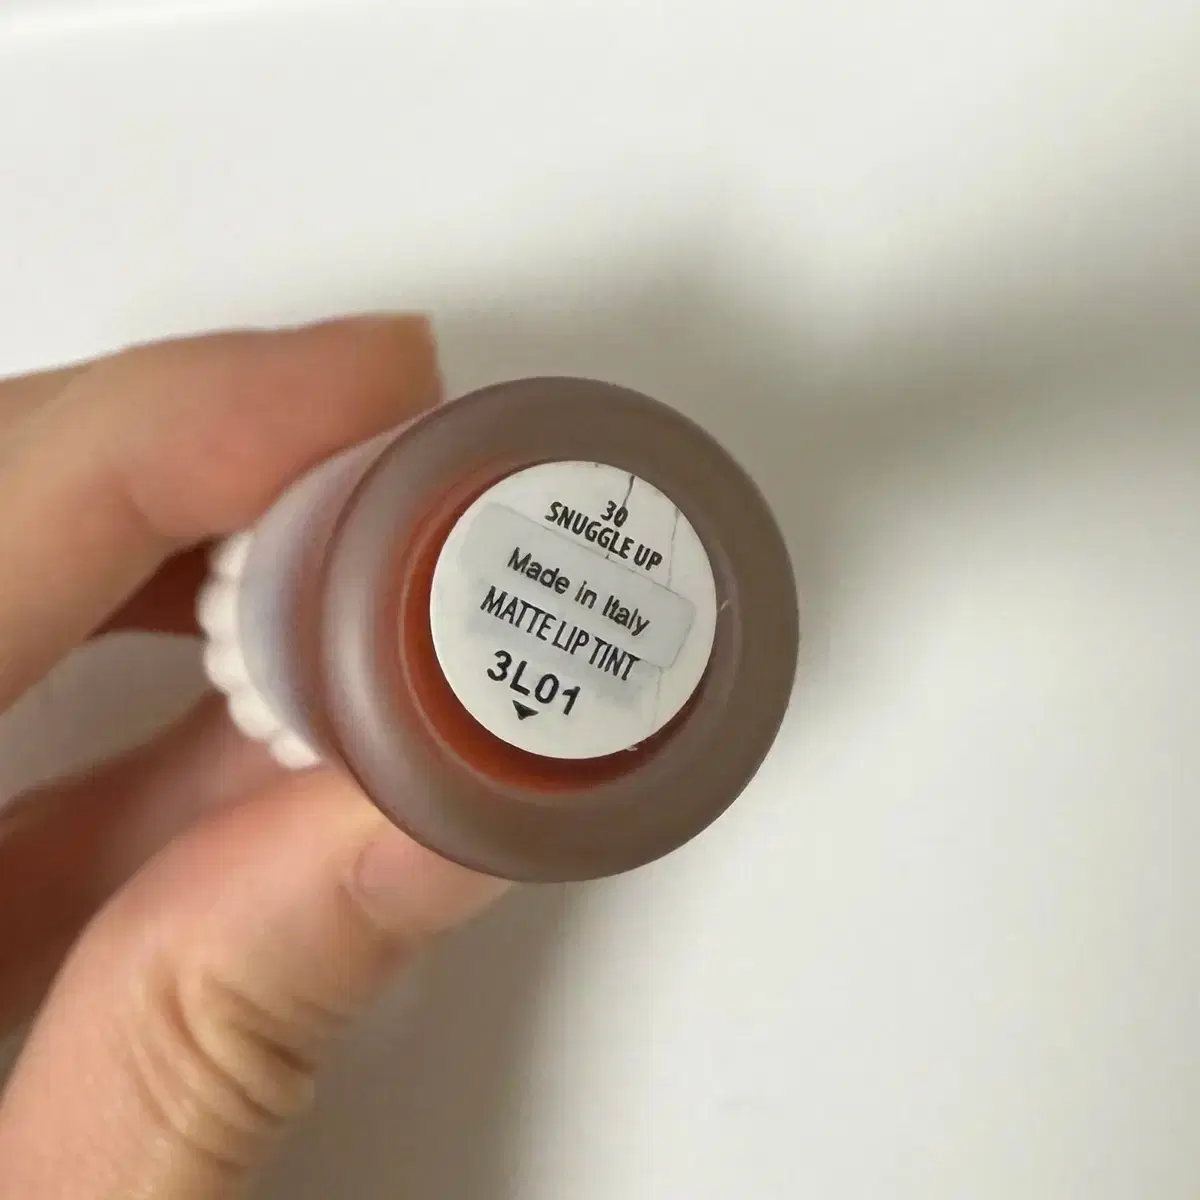 30
SNUGGLE UP
Made in Italy
MATTE LIP TINT
3L01